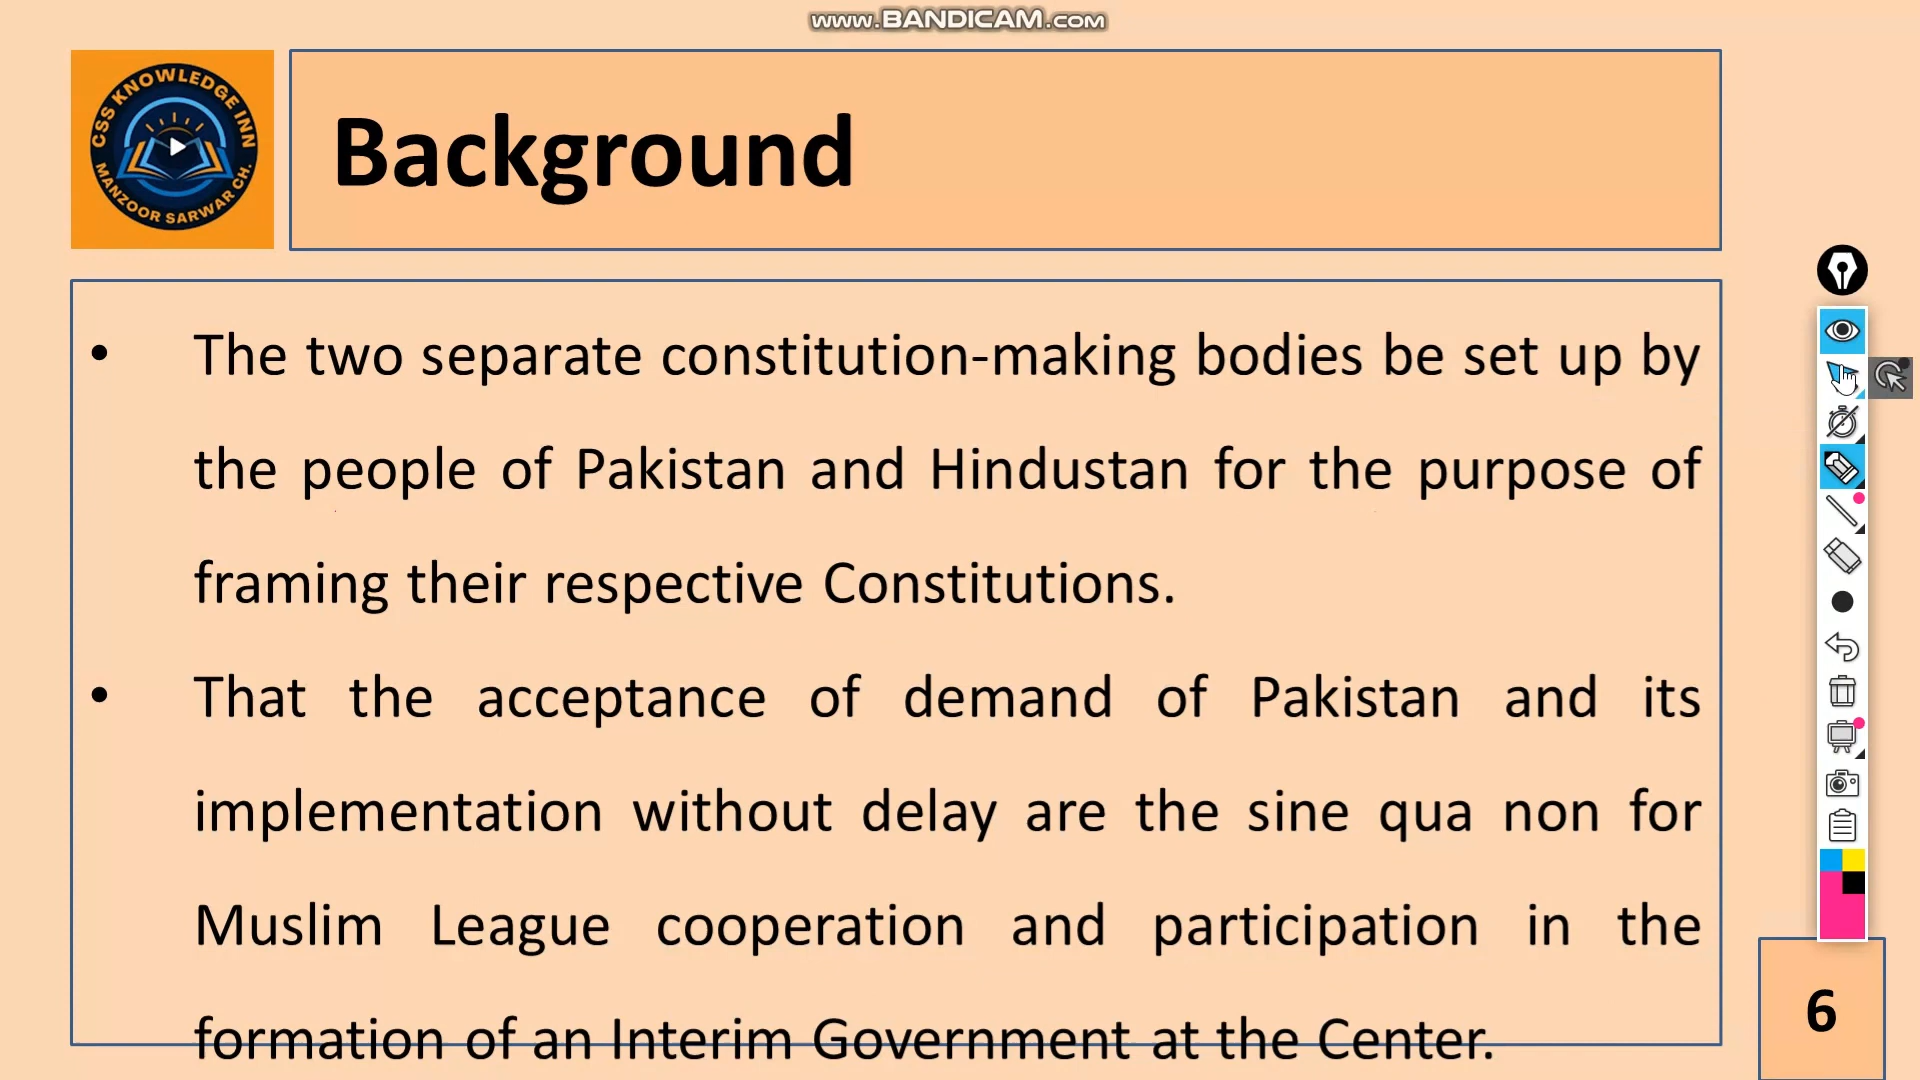 www.BANDICAM.com
CSS KNOWLEDGE INN
MANZOOR SARWAR CH.
Background
• The two separate constitution-making bodies be set up by
the people of Pakistan and Hindustan for the purpose of
framing their respective Constitutions.
• That the acceptance of demand of Pakistan and its
implementation without delay are the sine qua non for
Muslim League cooperation and participation in the
formation of an Interim Government at the Center.
6